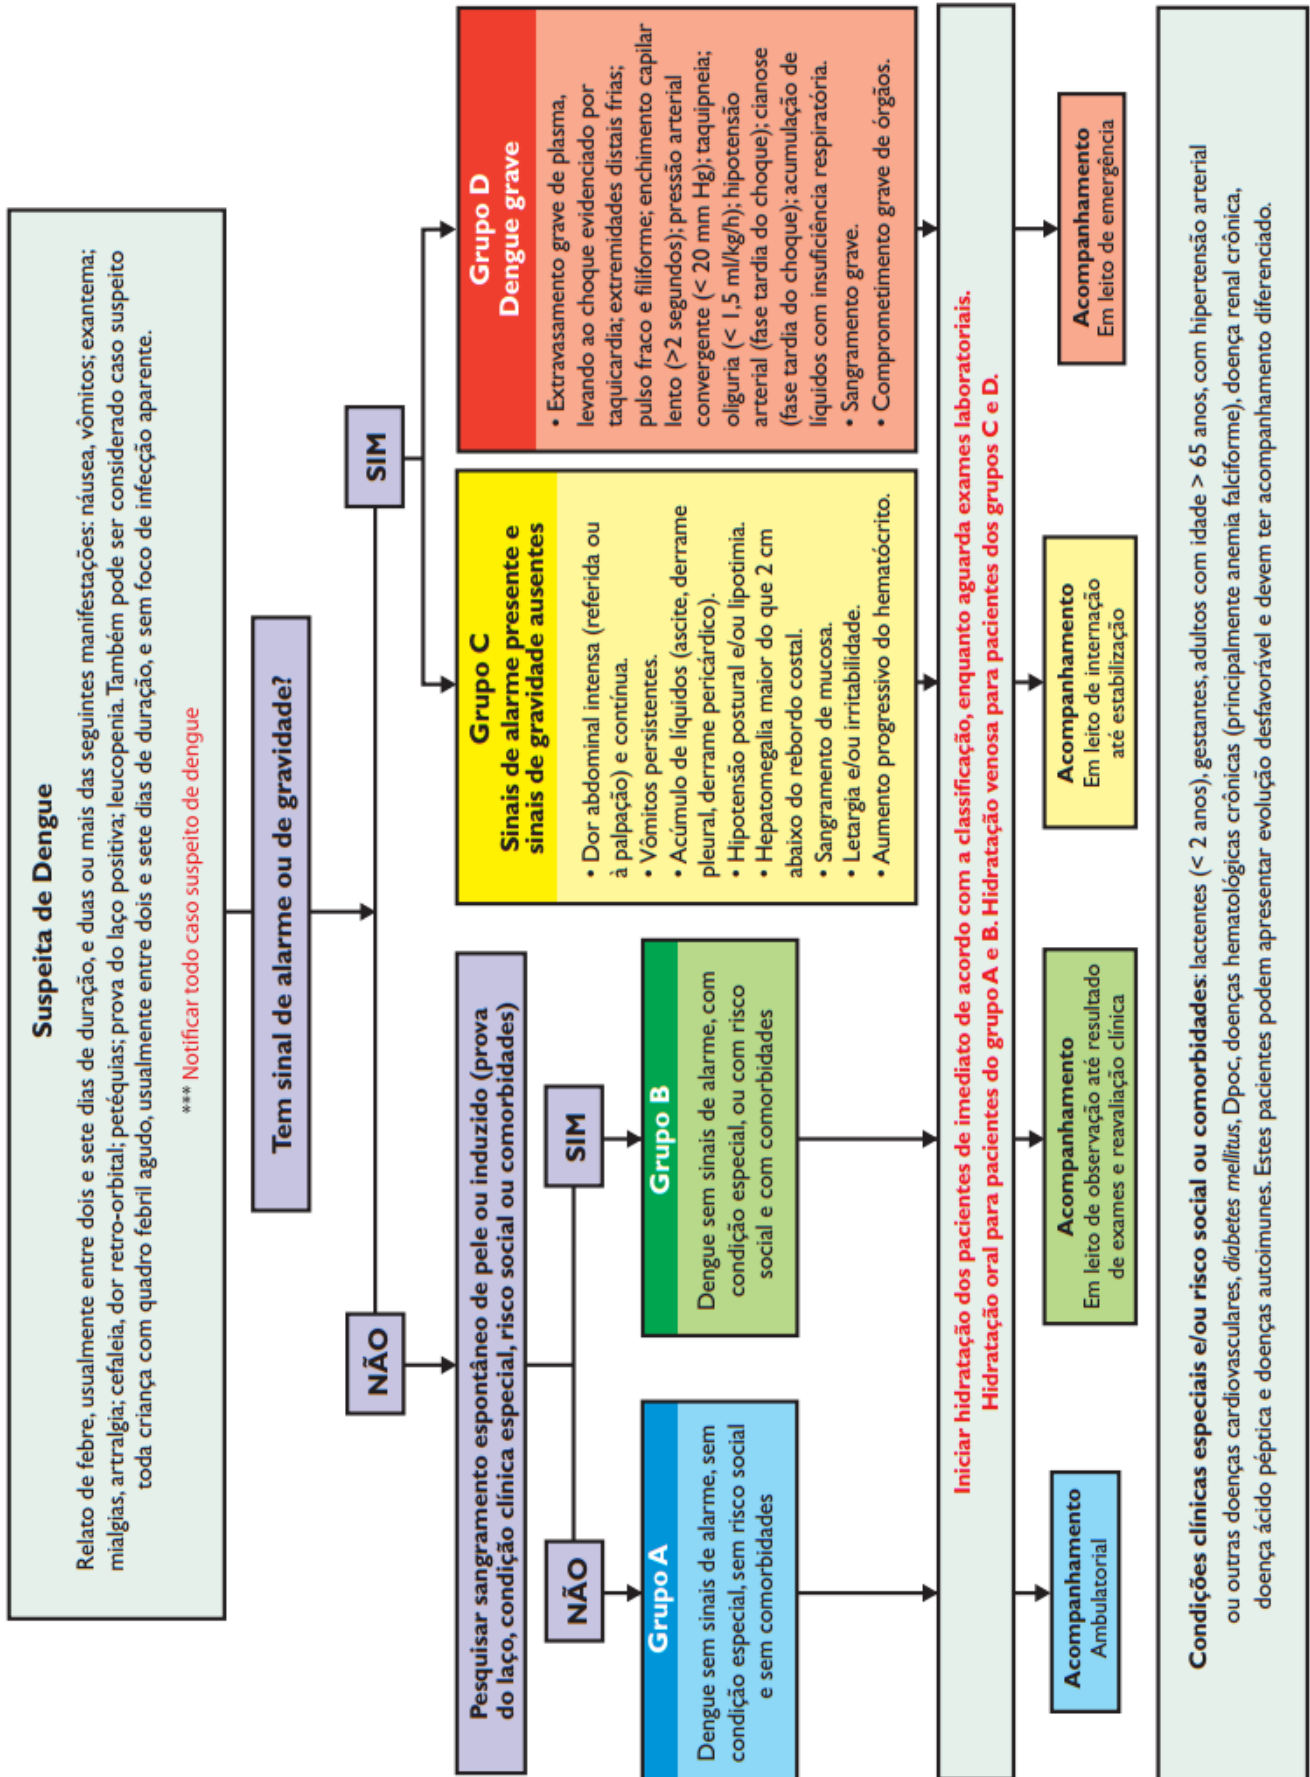 Suspeita de Dengue
Relato de febre, usualmente entre dois e sete dias de duração, e duas ou mais das seguintes manifestações: náusea, vômitos; exantema;
mialgias, artralgia; cefaleia, dor retro-orbital; petéquias; prova do laço positiva; leucopenia. Também pode ser considerado caso suspeito
toda criança com quadro febril agudo, usualmente entre dois e sete dias de duração, e sem foco de infecção aparente.
*** Notificar todo caso suspeito de dengue
Tem sinal de alarme ou de gravidade?
NÃO
SIM
Pesquisar sangramento espontâneo de pele ou induzido (prova
do laço, condição clínica especial, risco social ou comorbidades)
NÃO
SIM
Grupo A
Dengue sem sinais de alarme, sem
condição especial, sem risco social
e sem comorbidades
Grupo B
Dengue sem sinais de alarme, com
condição especial, ou com risco
social e com comorbidades
Grupo C
Sinais de alarme presente e
sinais de gravidade ausentes
• Dor abdominal intensa (referida ou
à palpação) e contínua.
• Vômitos persistentes.
• Acúmulo de líquidos (ascite, derrame
pleural, derrame pericárdico).
• Hipotensão postural e/ou lipotimia.
• Hepatomegalia maior do que 2 cm
abaixo do rebordo costal.
• Sangramento de mucosa.
• Letargia e/ou irritabilidade.
• Aumento progressivo do hematócrito.
Grupo D
Dengue grave
• Extravasamento grave de plasma,
levando ao choque evidenciado por
taquicardia; extremidades distais frias;
pulso fraco e filiforme; enchimento capilar
lento (>2 segundos); pressão arterial
convergente (< 20 mm Hg); taquipneia;
oliguria (< 1,5 ml/kg/h); hipotensão
arterial (fase tardia do choque); cianose
(fase tardia do choque); acumulação de
líquidos com insuficiência respiratória.
• Sangramento grave.
• Comprometimento grave de órgãos.
Iniciar hidratação dos pacientes de imediato de acordo com a classificação, enquanto aguarda exames laboratoriais.
Hidratação oral para pacientes do grupo A e B. Hidratação venosa para pacientes dos grupos C e D.
Acompanhamento
Ambulatorial
Acompanhamento
Em leito de observação até resultado
de exames e reavaliação clínica
Acompanhamento
Em leito de internação
até estabilização
Acompanhamento
Em leito de emergência
Condições clínicas especiais e/ou risco social ou comorbidades: lactentes (< 2 anos), gestantes, adultos com idade > 65 anos, com hipertensão arterial
ou outras doenças cardiovasculares, diabetes mellitus, Dpoc, doenças hematológicas crônicas (principalmente anemia falciforme), doença renal crônica,
doença ácido péptica e doenças autoimunes. Estes pacientes podem apresentar evolução desfavorável e devem ter acompanhamento diferenciado.